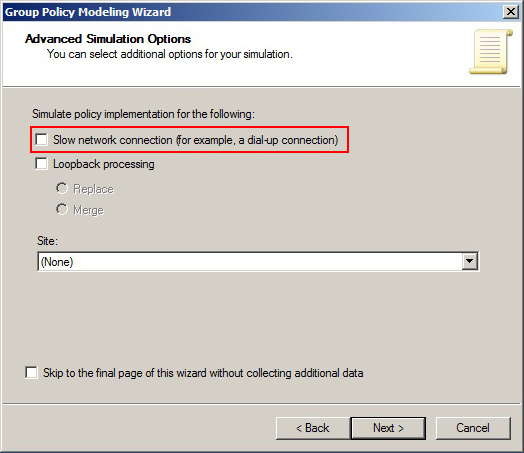 Group Policy Modeling Wizard
Advanced Simulation Options
You can select additional options for your simulation.
Simulate policy implementation for the following:
Slow network connection (for example, a dial-up connection)
Loopback processing
Replace
Merge
Site:
(None)
Skip to the final page of this wizard without collecting additional data
< Back
Next >
Cancel